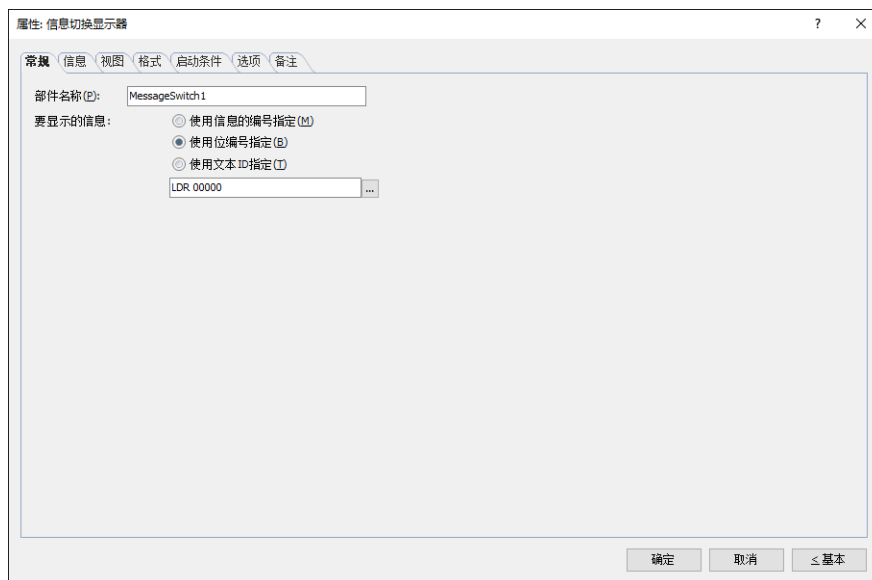 属性: 信息切换显示器 ?
常规 信息 视图 格式 启动条件 选项 备注
部件名称(P): MessageSwitch1
要显示的信息: 使用信息的编号指定(M)
使用位编号指定(B)
使用文本ID指定(T)
LDR 00000 ...
确定 取消 ≤基本